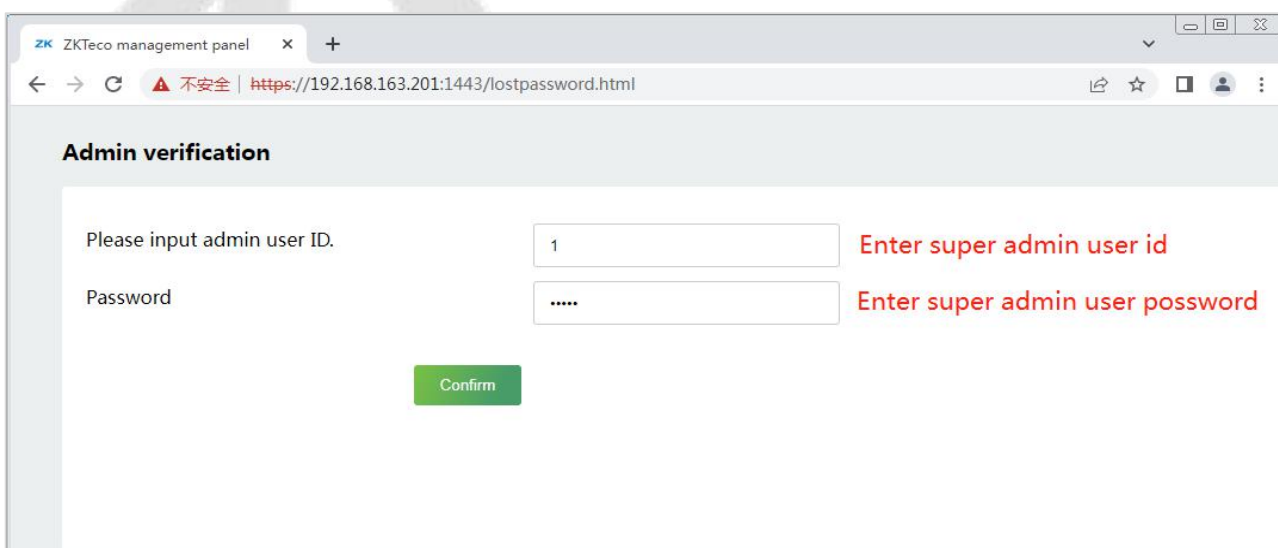 ZK ZKTeco management panel
不安全 https://192.168.163.201:1443/lostpassword.html
Admin verification
Please input admin user ID. 1 Enter super admin user id
Password ••••• Enter super admin user possword
Confirm